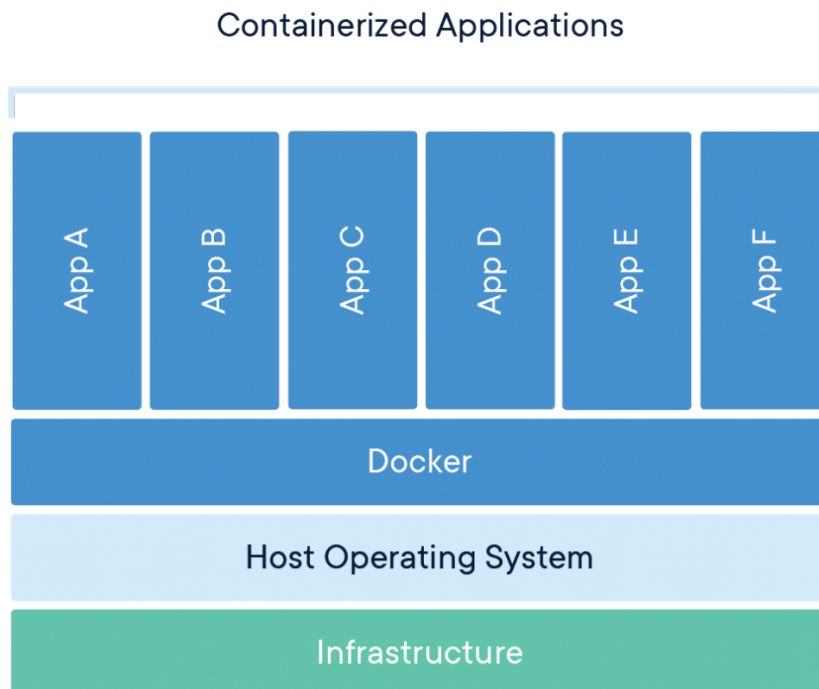 Containerized Applications
App A
App B
App C
App D
App E
App F
Docker
Host Operating System
Infrastructure